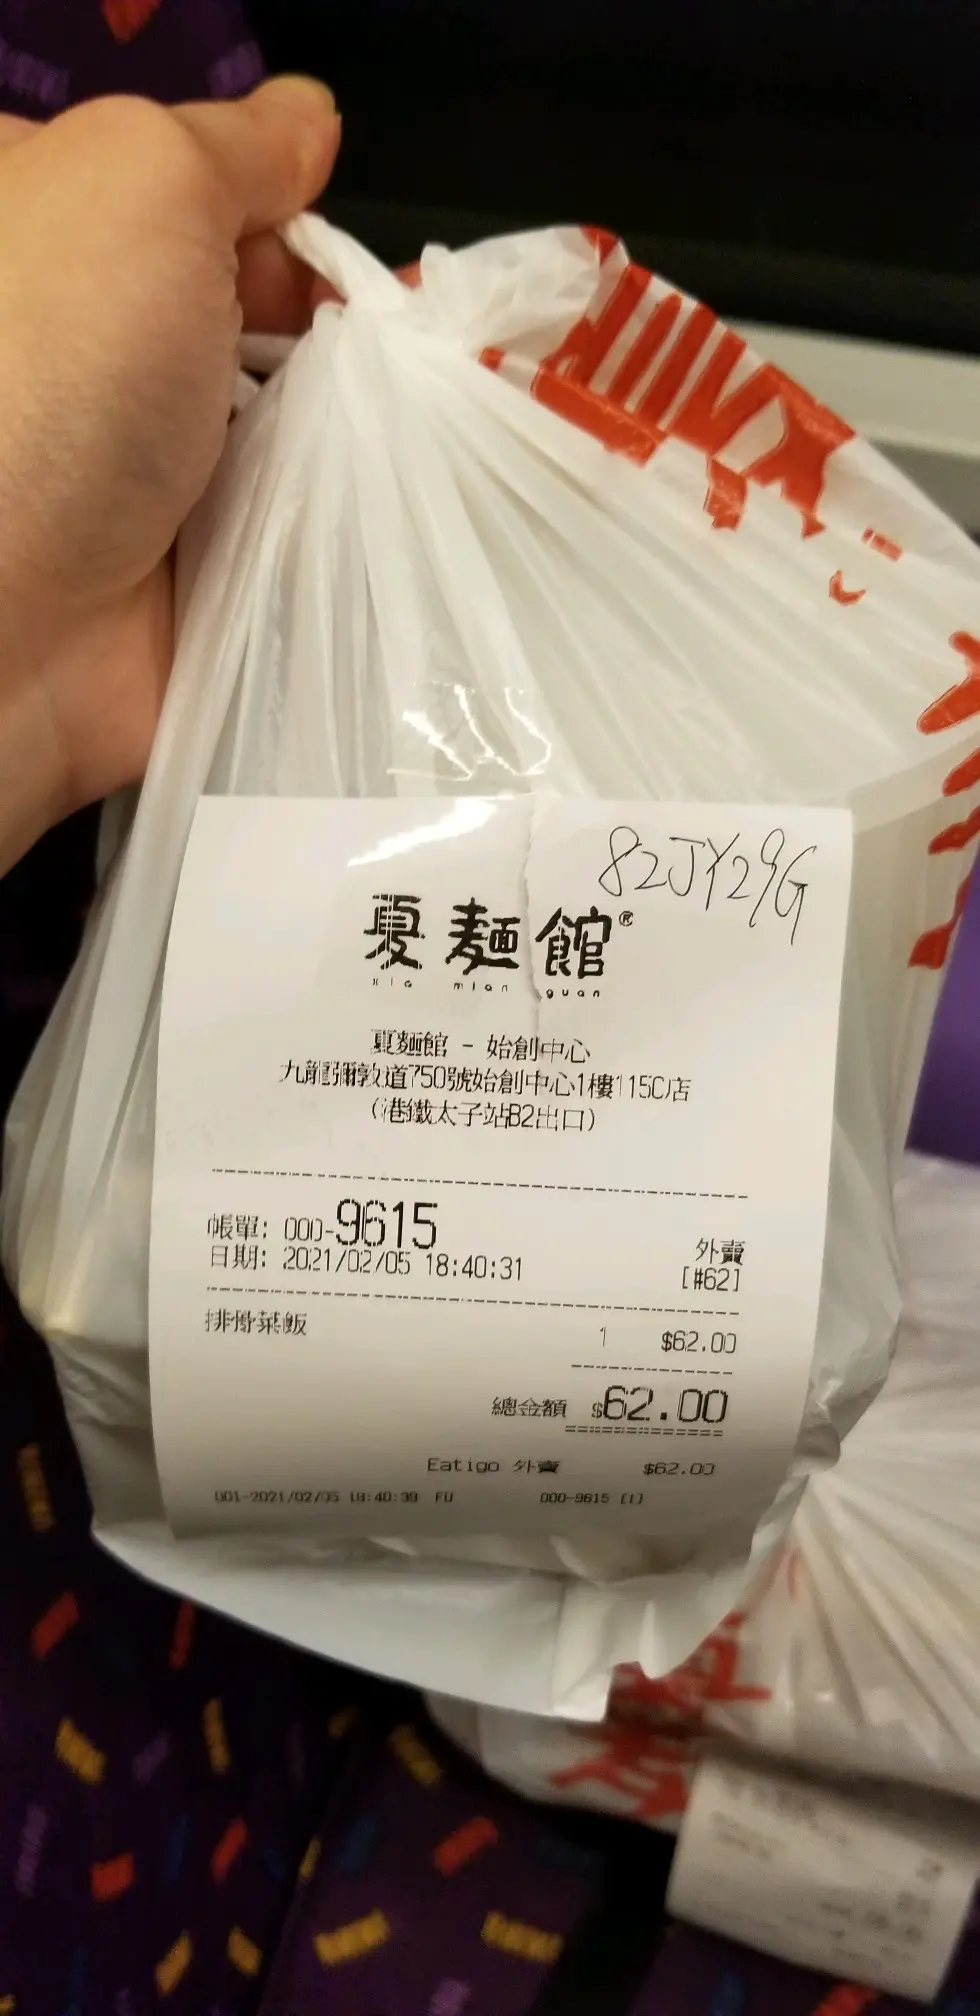 82JY29G
夏麵館®
xia mian guan
夏麵館 - 始創中心
九龍彌敦道750號始創中心1樓115C店
(港鐵太子站B2出口)
帳單: 000-9615
外賣
日期: 2021/02/05 18:40:31
[#62]
排骨菜飯 1 $62.00
總金額 $62.00
Eatigo 外賣 $62.00
001-2021/02/05 18:40:39 FU 000-9615 [1]